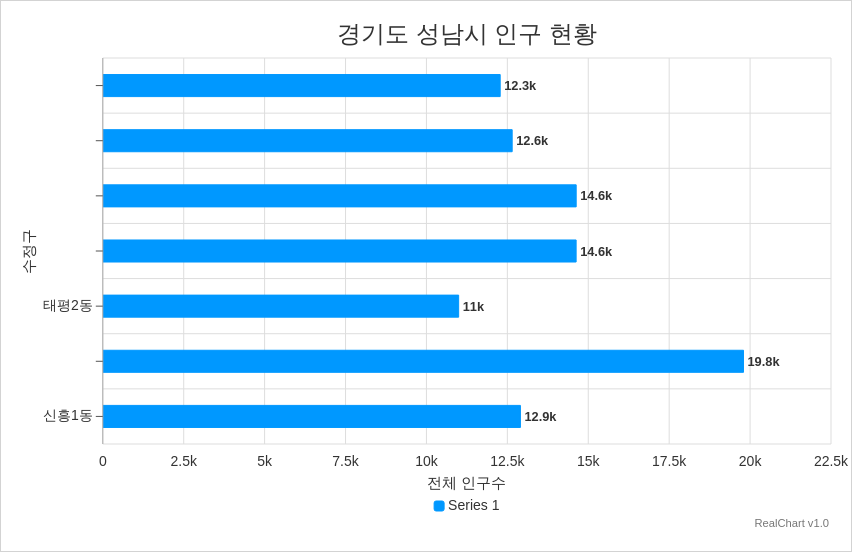 경기도 성남시 인구 현황
12.3k
12.6k
14.6k
14.6k
수정구
태평2동
11k
19.8k
신흥1동
12.9k
0 2.5k 5k 7.5k 10k 12.5k 15k 17.5k 20k 22.5k
전체 인구수
Series 1
RealChart v1.0